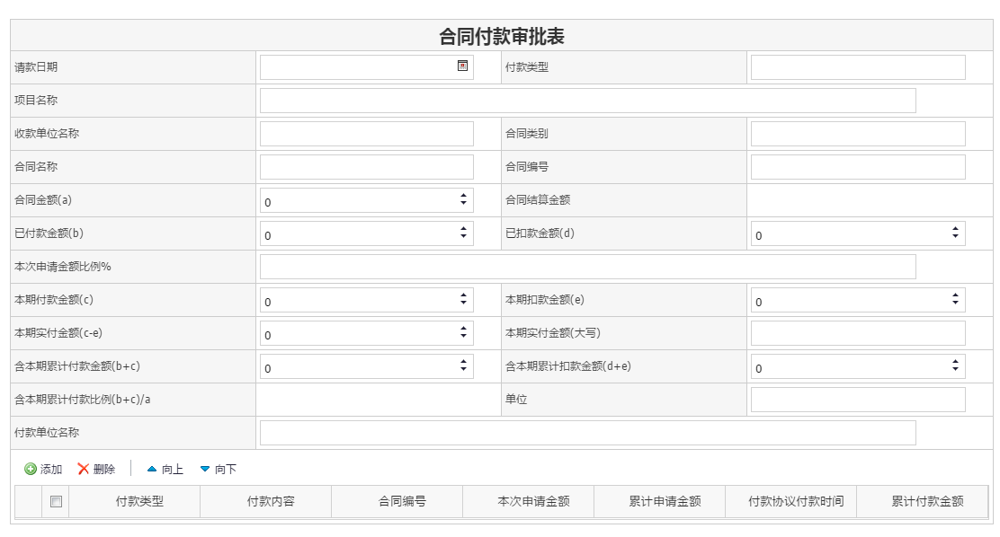 合同付款审批表
请款日期 付款类型
项目名称
收款单位名称 合同类别
合同名称 合同编号
合同金额(a) 0 合同结算金额
已付款金额(b) 0 已扣款金额(d) 0
本次申请金额比例%
本期付款金额(c) 0 本期扣款金额(e) 0
本期实付金额(c-e) 0 本期实付金额(大写)
含本期累计付款金额(b+c) 0 含本期累计扣款金额(d+e) 0
含本期累计付款比例(b+c)/a 单位
付款单位名称
添加 删除 向上 向下
付款类型 付款内容 合同编号 本次申请金额 累计申请金额 付款协议付款时间 累计付款金额